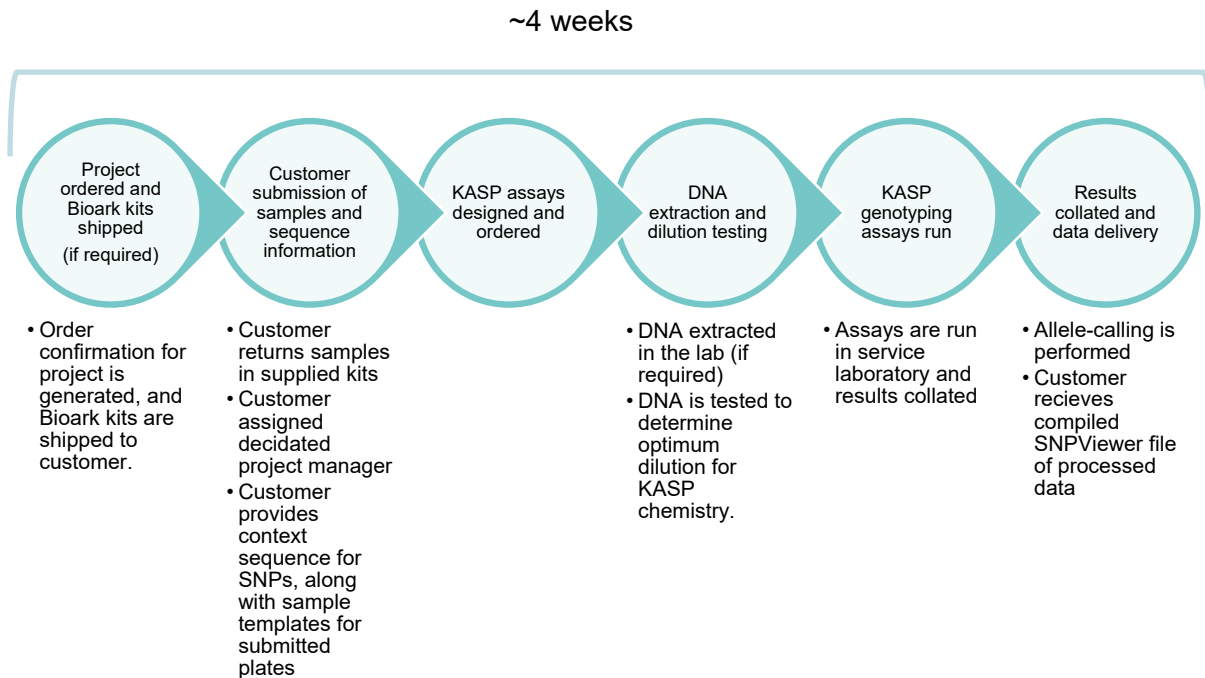 ~4 weeks
Project
ordered and
Bioark kits
shipped
(if required)
Customer
submission of
samples and
sequence
information
KASP assays
designed and
ordered
DNA
extraction and
dilution testing
KASP
genotyping
assays run
Results
collated and
data delivery
• Order
confirmation for
project is
generated, and
Bioark kits are
shipped to
customer.
• Customer
returns samples
in supplied kits
• Customer
assigned
decidated
project manager
• Customer
provides
context
sequence for
SNPs, along
with sample
templates for
submitted
plates
• DNA extracted
in the lab (if
required)
• DNA is tested to
determine
optimum
dilution for
KASP
chemistry.
• Assays are run
in service
laboratory and
results collated
• Allele-calling is
performed
• Customer
recieves
compiled
SNPViewer file
of processed
data